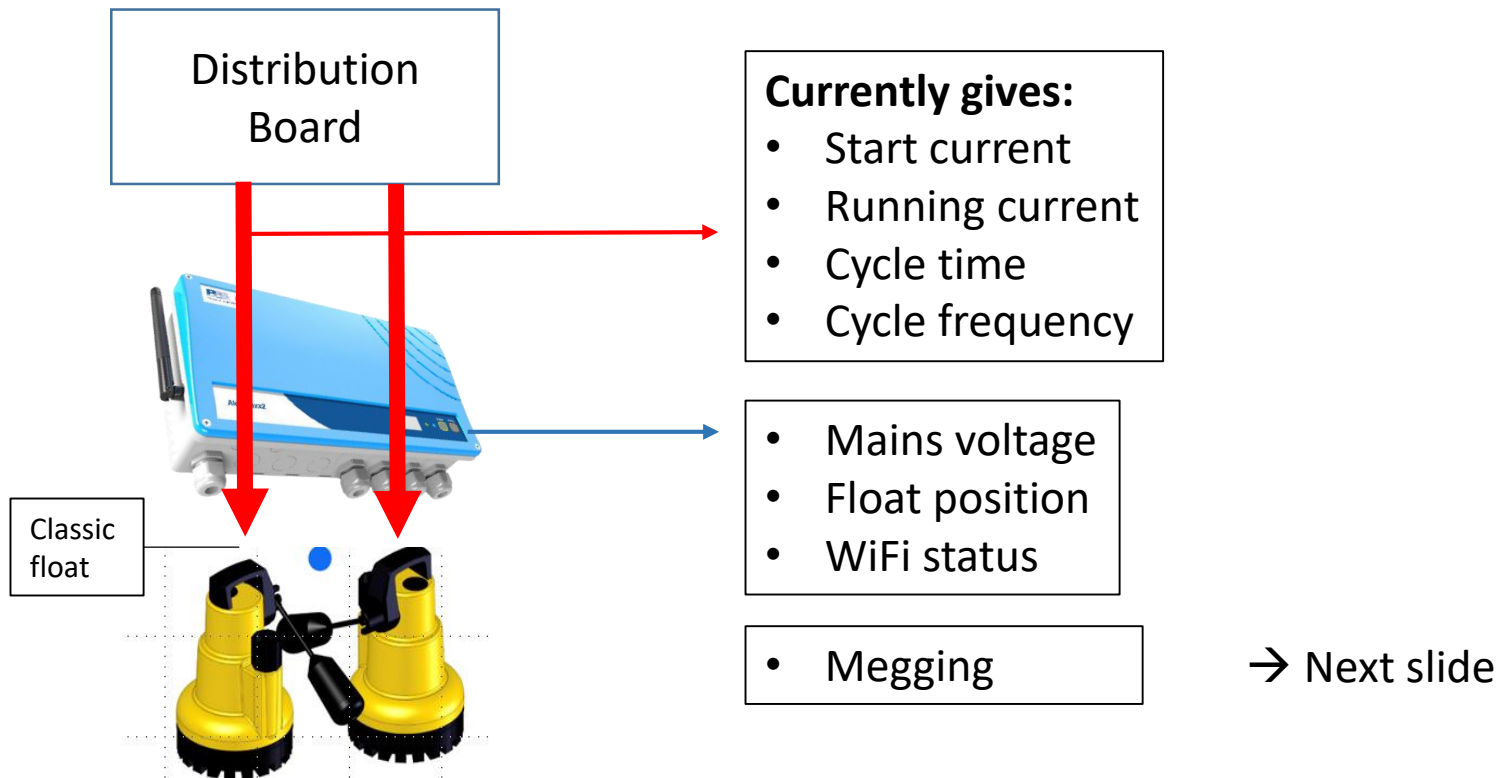 Distribution
Board
Currently gives:
• Start current
• Running current
• Cycle time
• Cycle frequency
• Mains voltage
• Float position
• WiFi status
Classic
float
• Megging
→ Next slide